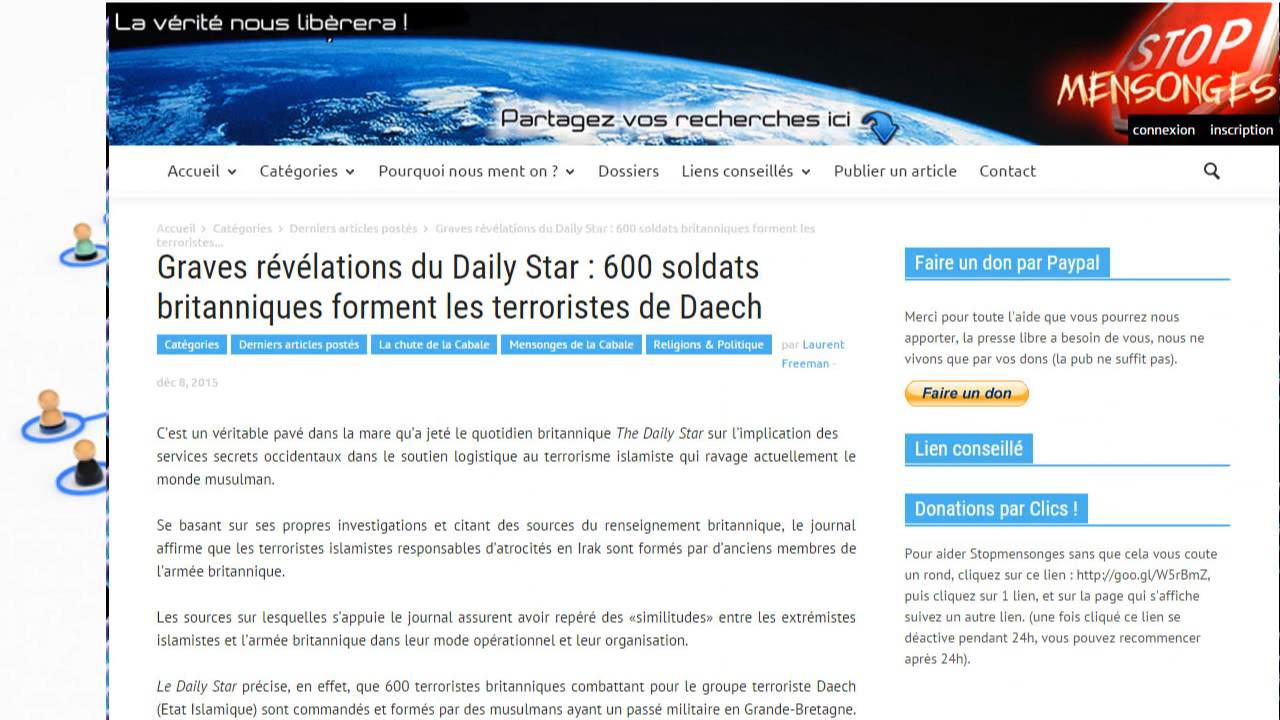 La vérité nous libèrera !
STOP
MENSONGES
Partagez vos recherches ici
connexion inscription
Accueil Catégories Pourquoi nous ment on ? Dossiers Liens conseillés Publier un article Contact
Accueil > Catégories > Derniers articles postés > Graves révélations du Daily Star : 600 soldats britanniques forment les
terroristes...
Graves révélations du Daily Star : 600 soldats
britanniques forment les terroristes de Daech
Catégories Derniers articles postés La chute de la Cabale Mensonges de la Cabale Religions & Politique par Laurent
Freeman -
déc 8, 2015
C'est un véritable pavé dans la mare qu'a jeté le quotidien britannique The Daily Star sur l'implication des
services secrets occidentaux dans le soutien logistique au terrorisme islamiste qui ravage actuellement le
monde musulman.
Se basant sur ses propres investigations et citant des sources du renseignement britannique, le journal
affirme que les terroristes islamistes responsables d'atrocités en Irak sont formés par d'anciens membres de
l'armée britannique.
Les sources sur lesquelles s'appuie le journal assurent avoir repéré des «similitudes» entre les extrémistes
islamistes et l'armée britannique dans leur mode opérationnel et leur organisation.
Le Daily Star précise, en effet, que 600 terroristes britanniques combattant pour le groupe terroriste Daech
(Etat Islamique) sont commandés et formés par des musulmans ayant un passé militaire en Grande-Bretagne.
Faire un don par Paypal
Merci pour toute l'aide que vous pourrez nous
apporter, la presse libre a besoin de vous, nous ne
vivons que par vos dons (la pub ne suffit pas).
Faire un don
Lien conseillé
Donations par Clics !
Pour aider Stopmensonges sans que cela vous coute
un rond, cliquez sur ce lien : http://goo.gl/W5rBmZ,
puis cliquez sur 1 lien, et sur la page qui s'affiche
suivez un autre lien. (une fois cliqué ce lien se
déactive pendant 24h, vous pouvez recommencer
après 24h).